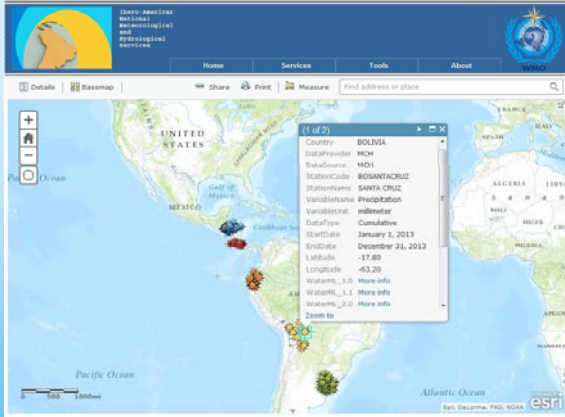 Ibero-American
National
Meteorological
and
Hydrological
Services
WMO
Home Services Tools About
Details Basemap Share Print Measure Find address or place
(1 of 2)
Country BOLIVIA
DataProvider MCH
DataSource MCH
StationCode BOSANTACRUZ
StationName SANTA CRUZ
VariableName Precipitation
VariableUnit millimeter
DataType Cumulative
StartDate January 1, 2013
EndDate December 31, 2013
Latitude -17.80
Longitude -63.20
WaterML_1.0 More info
WaterML_1.1 More info
WaterML_2.0 More info
Zoom to
UNITED
STATES
FRANCE
SPAIN
ITALY
Ocean
Gulf of
Mexico
MÉXICO
Caribbean Sea
ALGERIA
NIGER
NIGERIA
Pacific Ocean
Atlantic Ocean
0 500 1000mi
Esri, DeLorme, FAO, NOAA
esri